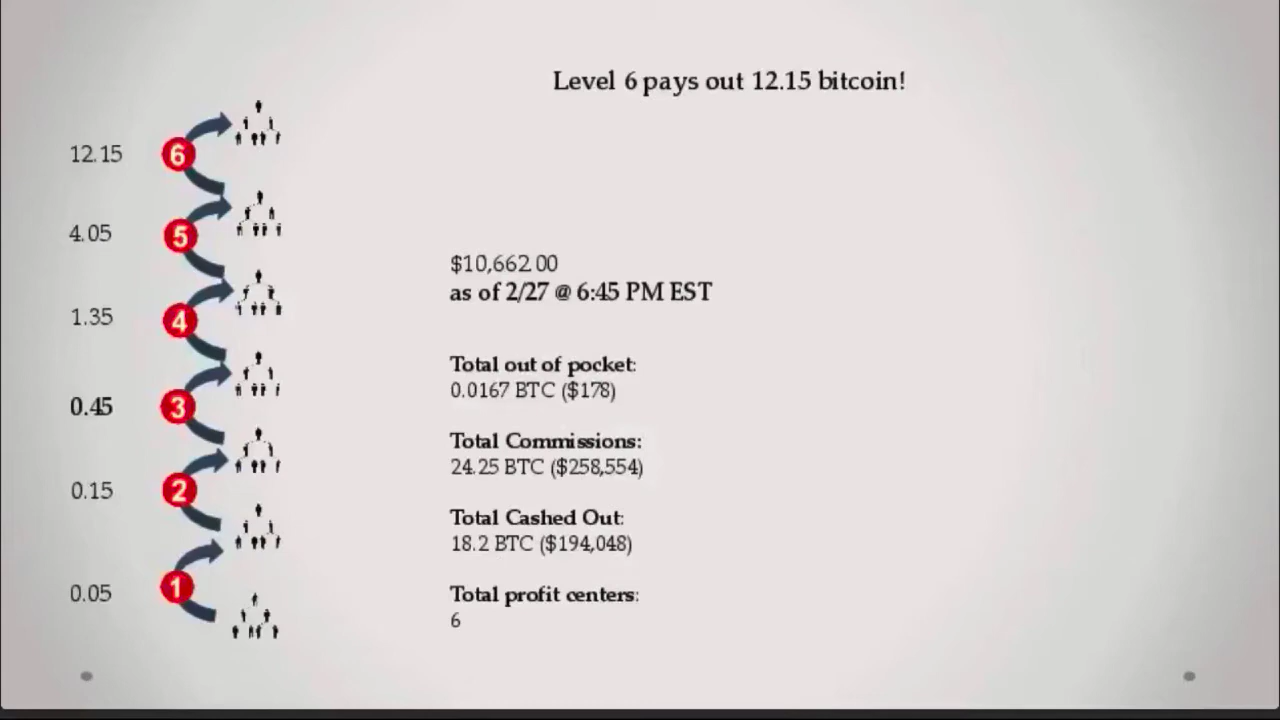 Level 6 pays out 12.15 bitcoin!
12.15
6
4.05
5
1.35
4
0.45
3
0.15
2
0.05
1
$10,662.00
as of 2/27 @ 6:45 PM EST
Total out of pocket:
0.0167 BTC ($178)
Total Commissions:
24.25 BTC ($258,554)
Total Cashed Out:
18.2 BTC ($194,048)
Total profit centers:
6